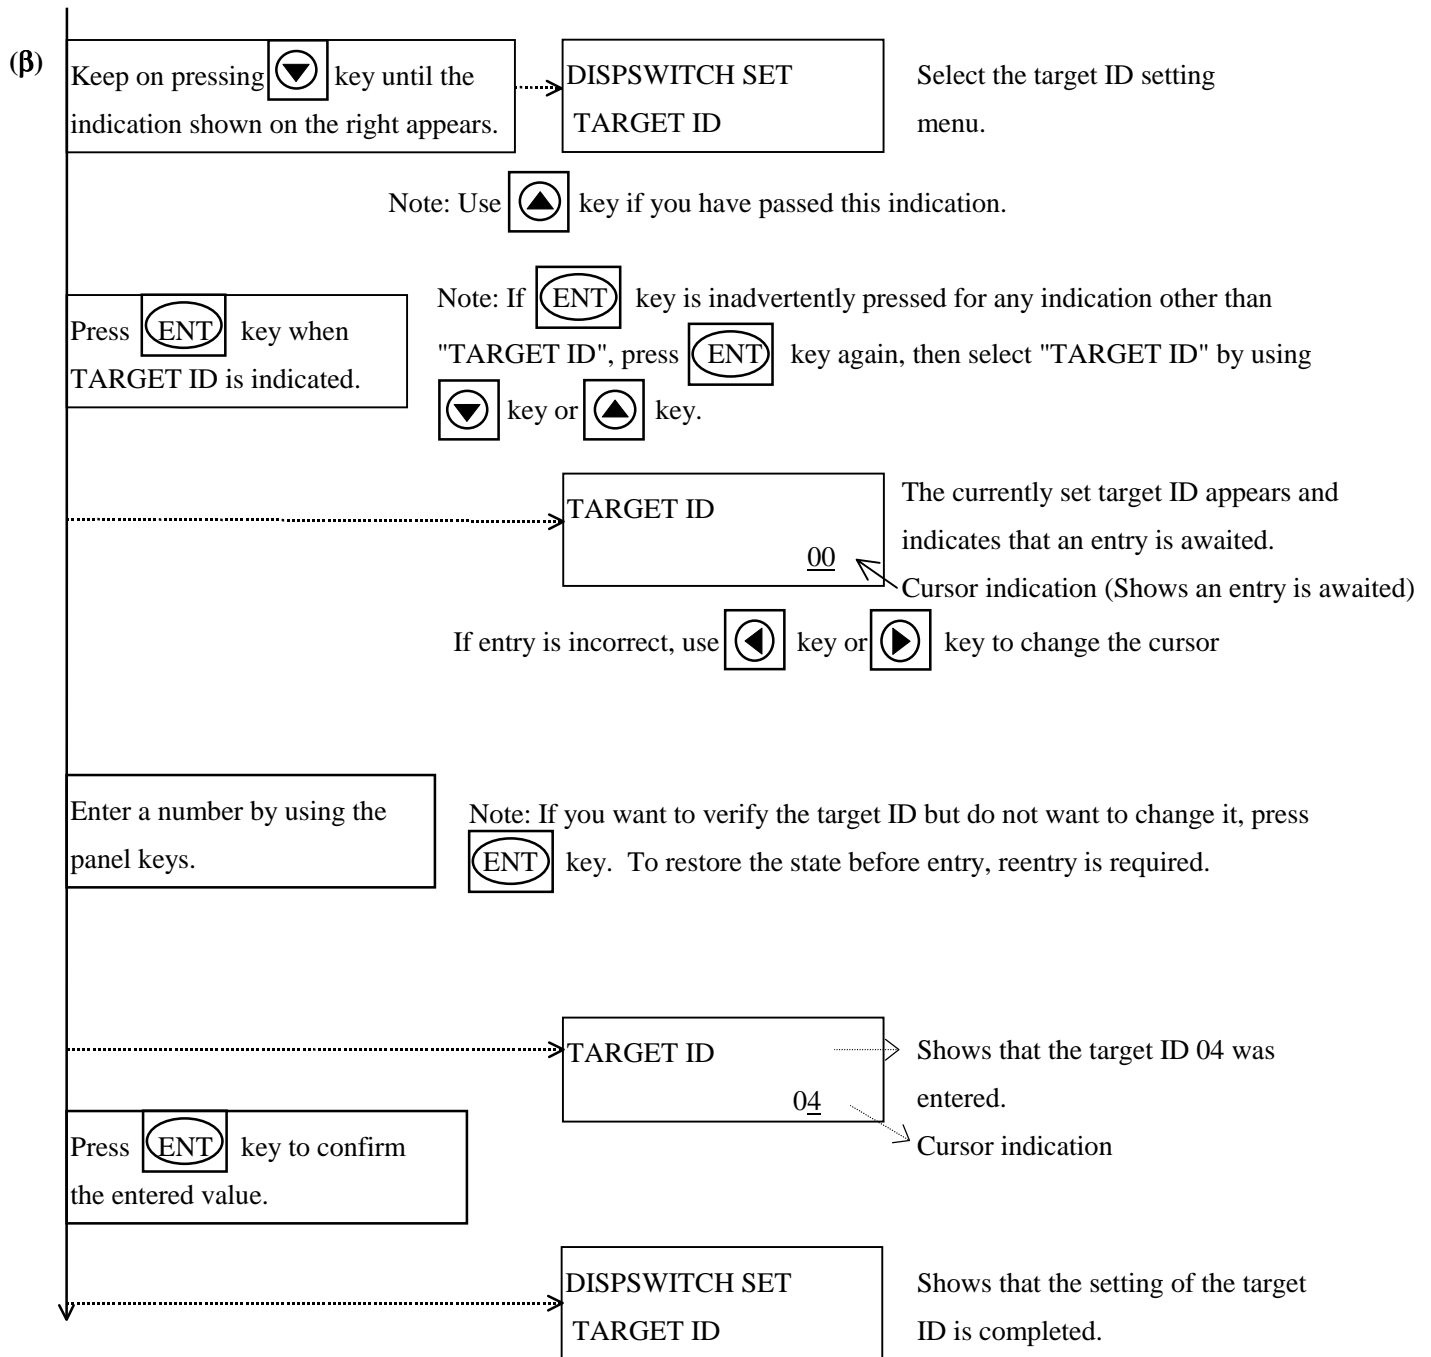 (β)
Keep on pressing key until the
indication shown on the right appears.
DISPSWITCH SET
TARGET ID
Select the target ID setting
menu.
Note: Use key if you have passed this indication.
Press ENT key when
TARGET ID is indicated.
Note: If ENT key is inadvertently pressed for any indication other than
"TARGET ID", press ENT key again, then select "TARGET ID" by using
key or key.
TARGET ID
00
The currently set target ID appears and
indicates that an entry is awaited.
Cursor indication (Shows an entry is awaited)
If entry is incorrect, use key or key to change the cursor
Enter a number by using the
panel keys.
Note: If you want to verify the target ID but do not want to change it, press
ENT key. To restore the state before entry, reentry is required.
TARGET ID
04
Shows that the target ID 04 was
entered.
Cursor indication
Press ENT key to confirm
the entered value.
DISPSWITCH SET
TARGET ID
Shows that the setting of the target
ID is completed.